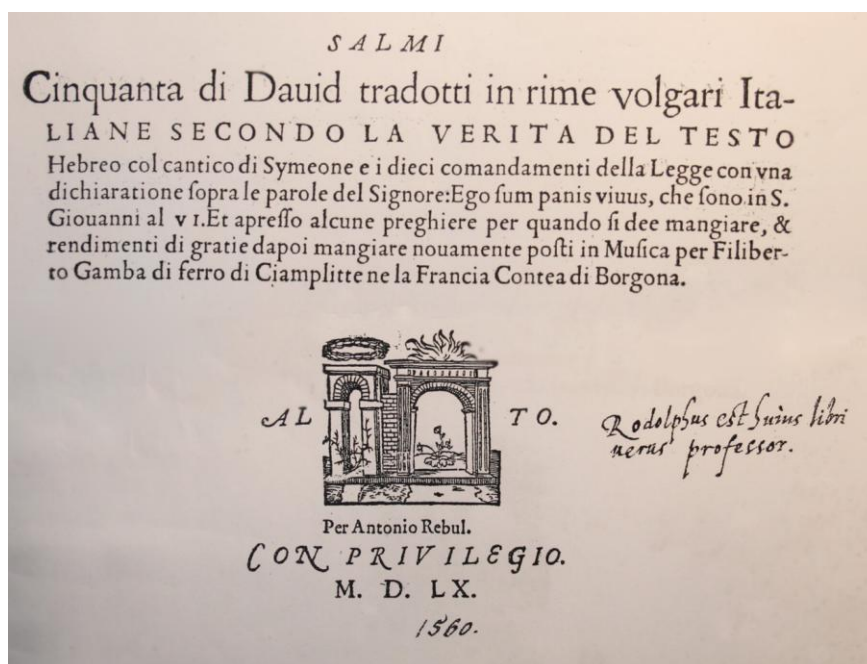 SALMI
Cinquanta di Dauid tradotti in rime volgari Ita-
LIANE SECONDO LA VERITA DEL TESTO
Hebreo col cantico di Symeone e i dieci comandamenti della Legge con vna
dichiaratione ſopra le parole del Signore:Ego ſum panis viuus, che ſono in S.
Giouanni al VI.Et apreſſo alcune preghiere per quando ſi dee mangiare, &
rendimenti di gratie dapoi mangiare nouamente poſti in Muſica per Filiber-
to Gamba di ferro di Ciamplitte ne la Francia Contea di Borgona.
AL TO.
Rodolphus est huius libri
uerus professor.
Per Antonio Rebul.
CON PRIVILEGIO.
M. D. LX.
1560.